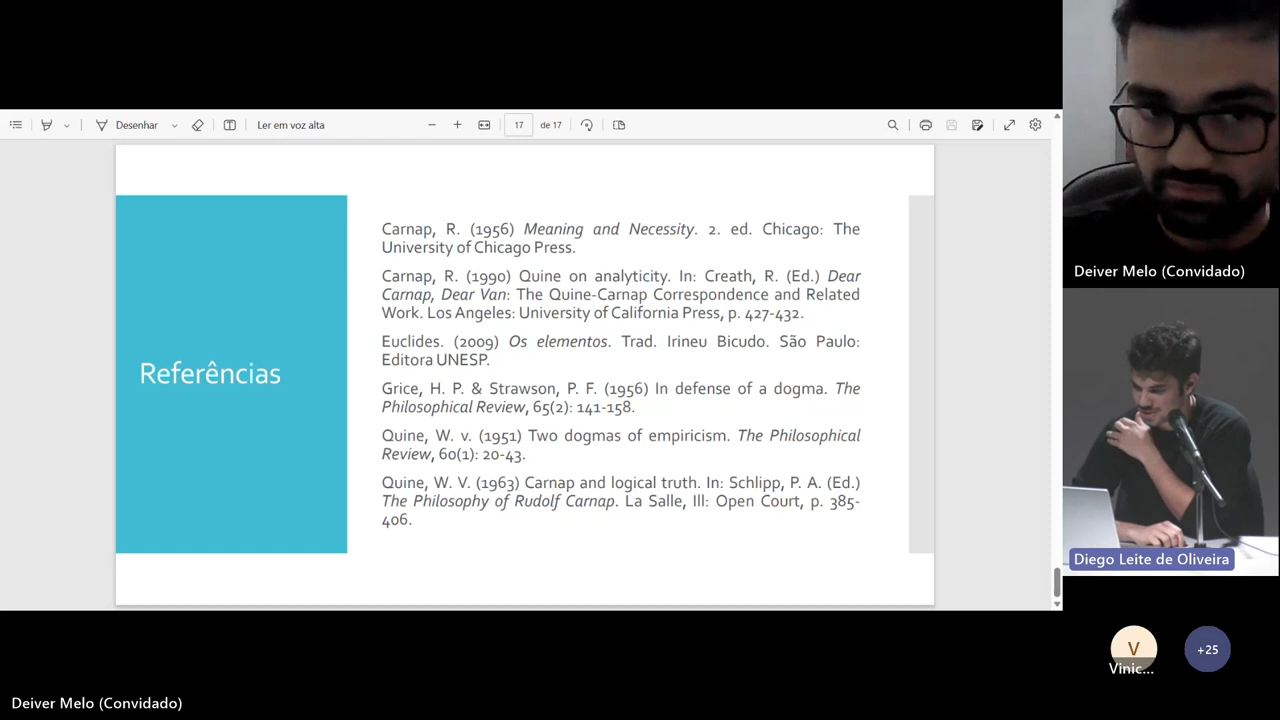 Desenhar
Ler em voz alta
17
de 17
Referências
Carnap, R. (1956) Meaning and Necessity. 2. ed. Chicago: The
University of Chicago Press.
Carnap, R. (1990) Quine on analyticity. In: Creath, R. (Ed.) Dear
Carnap, Dear Van: The Quine-Carnap Correspondence and Related
Work. Los Angeles: University of California Press, p. 427-432.
Euclides. (2009) Os elementos. Trad. Irineu Bicudo. São Paulo:
Editora UNESP.
Grice, H. P. & Strawson, P. F. (1956) In defense of a dogma. The
Philosophical Review, 65(2): 141-158.
Quine, W. v. (1951) Two dogmas of empiricism. The Philosophical
Review, 60(1): 20-43.
Quine, W. V. (1963) Carnap and logical truth. In: Schlipp, P. A. (Ed.)
The Philosophy of Rudolf Carnap. La Salle, Ill: Open Court, p. 385-
406.
Deiver Melo (Convidado)
Diego Leite de Oliveira
V
Vinic...
+25
Deiver Melo (Convidado)